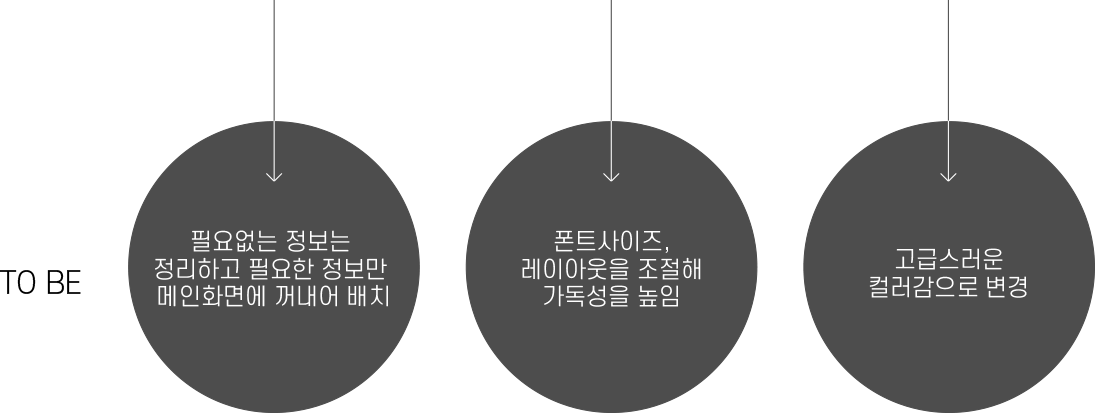 TO BE
필요없는 정보는
정리하고 필요한 정보만
메인화면에 꺼내어 배치
폰트사이즈,
레이아웃을 조절해
가독성을 높임
고급스러운
컬러감으로 변경